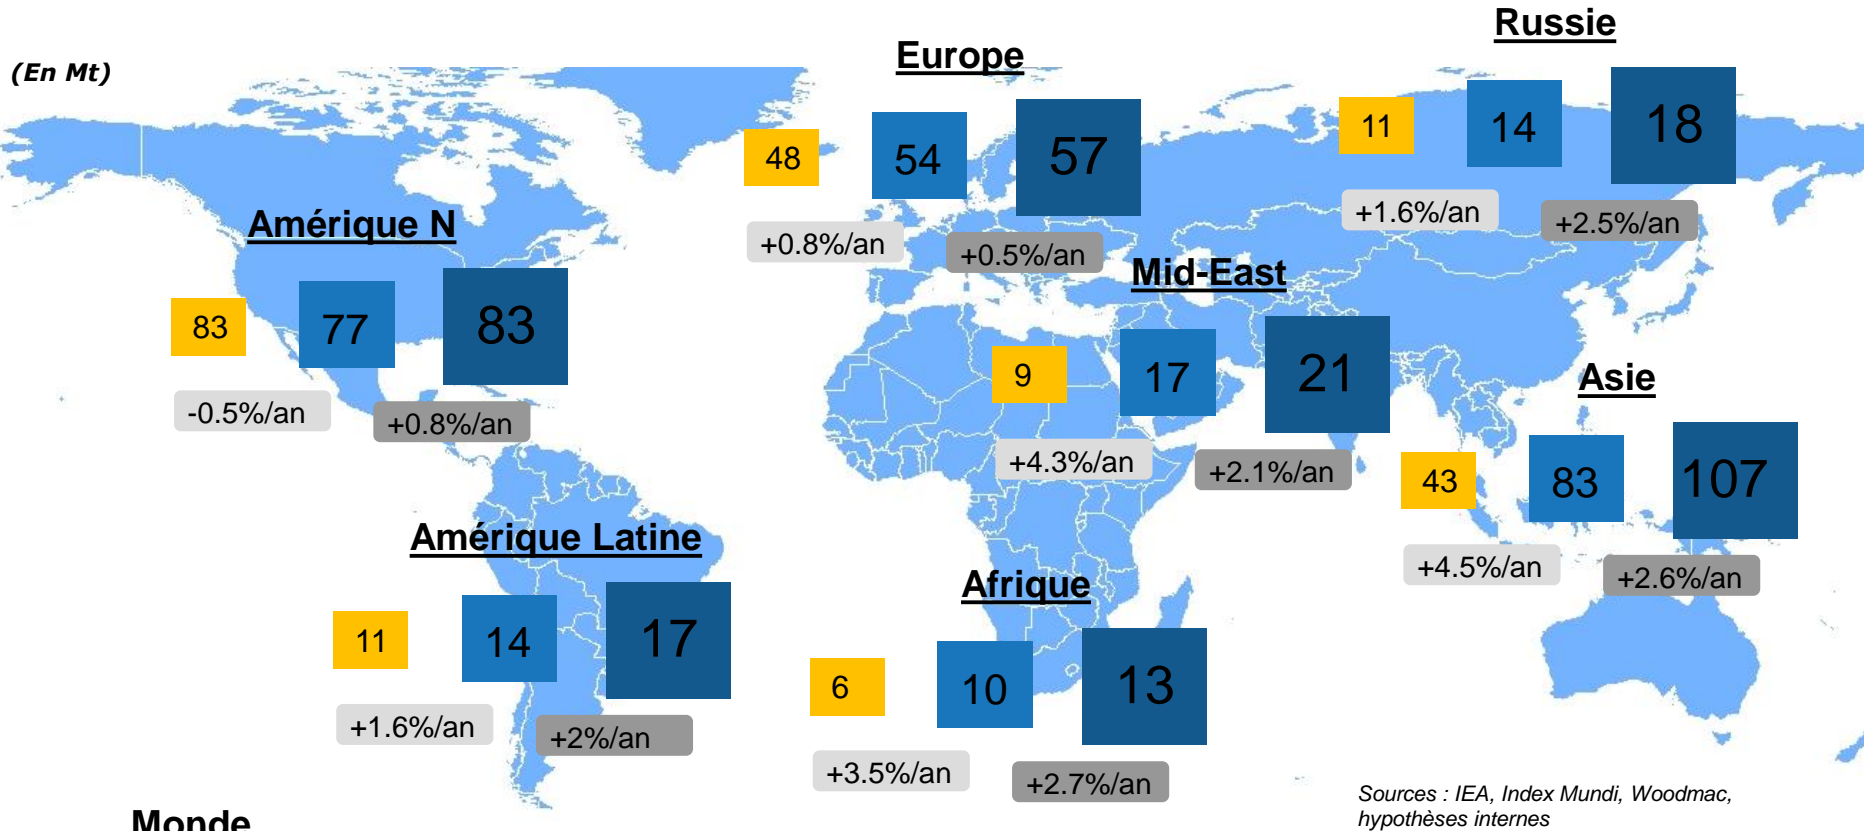 Russie
Europe
(En Mt)
11 14 18
48 54 57
+1.6%/an +2.5%/an
Amérique N
+0.8%/an +0.5%/an
Mid-East
83 77 83
9 17 21
Asie
-0.5%/an +0.8%/an
+4.3%/an +2.1%/an
43 83 107
Amérique Latine
+4.5%/an +2.6%/an
Afrique
11 14 17
6 10 13
+1.6%/an +2%/an
+3.5%/an +2.7%/an
Sources : IEA, Index Mundi, Woodmac,
hypothèses internes
Monde